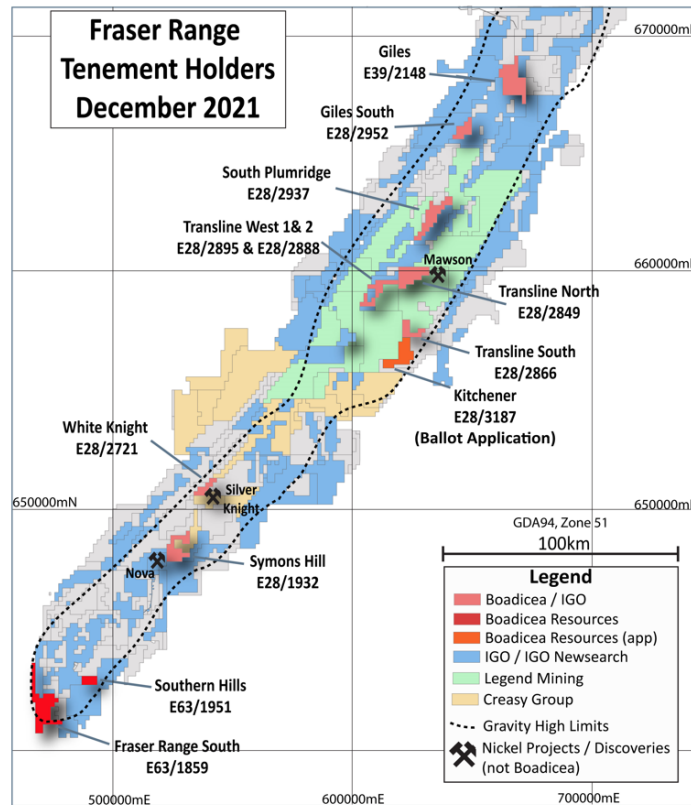 Fraser Range
Tenement Holders
December 2021
670000m
Giles
E39/2148
Giles South
E28/2952
South Plumridge
E28/2937
Transline West 1& 2
E28/2895 & E28/2888
Mawson
660000m
Transline North
E28/2849
Transline South
E28/2866
Kitchener
E28/3187
(Ballot Application)
White Knight
E28/2721
Silver
Knight
650000mN
650000m
GDA94, Zone 51
100km
Nova
Symons Hill
E28/1932
Southern Hills
E63/1951
Fraser Range South
E63/1859
Legend
Boadicea / IGO
Boadicea Resources
Boadicea Resources (app)
IGO / IGO Newsearch
Legend Mining
Creasy Group
Gravity High Limits
Nickel Projects / Discoveries
(not Boadicea)
500000mE
600000mE
700000mE